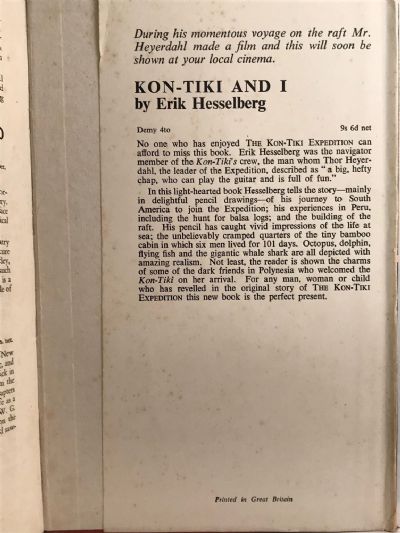 During his momentous voyage on the raft Mr.
Heyerdahl made a film and this will soon be
shown at your local cinema.
KON-TIKI AND I
by Erik Hesselberg
Demy 4to 9s 6d net
No one who has enjoyed THE KON-TIKI EXPEDITION can
afford to miss this book. Erik Hesselberg was the navigator
member of the Kon-Tiki's crew, the man whom Thor Heyer-
dahl, the leader of the Expedition, described as "a big, hefty
chap, who can play the guitar and is full of fun."
In this light-hearted book Hesselberg tells the story—mainly
in delightful pencil drawings—of his journey to South
America to join the Expedition; his experiences in Peru,
including the hunt for balsa logs; and the building of the
raft. His pencil has caught vivid impressions of the life at
sea; the unbelievably cramped quarters of the tiny bamboo
cabin in which six men lived for 101 days. Octopus, dolphin,
flying fish and the gigantic whale shark are all depicted with
amazing realism. Not least, the reader is shown the charms
of some of the dark friends in Polynesia who welcomed the
Kon-Tiki on her arrival. For any man, woman or child
who has revelled in the original story of THE KON-TIKI
EXPEDITION this new book is the perfect present.
Printed in Great Britain